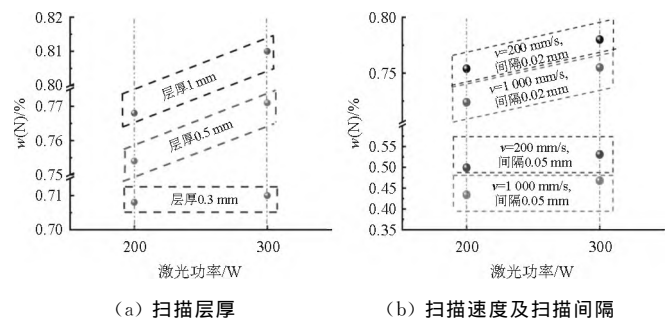 0.82
0.81
0.80
0.77
0.76
0.75
0.71
0.70
w(N)/%
层厚1 mm
层厚0.5 mm
层厚0.3 mm
200
300
激光功率/W
(a) 扫描层厚
0.80
0.75
0.50
0.45
0.40
0.35
w(N)/%
v=200 mm/s,
间隔0.02 mm
v=1 000 mm/s,
间隔0.02 mm
v=200 mm/s,
间隔0.05 mm
v=1 000 mm/s,
间隔0.05 mm
200
300
激光功率/W
(b) 扫描速度及扫描间隔